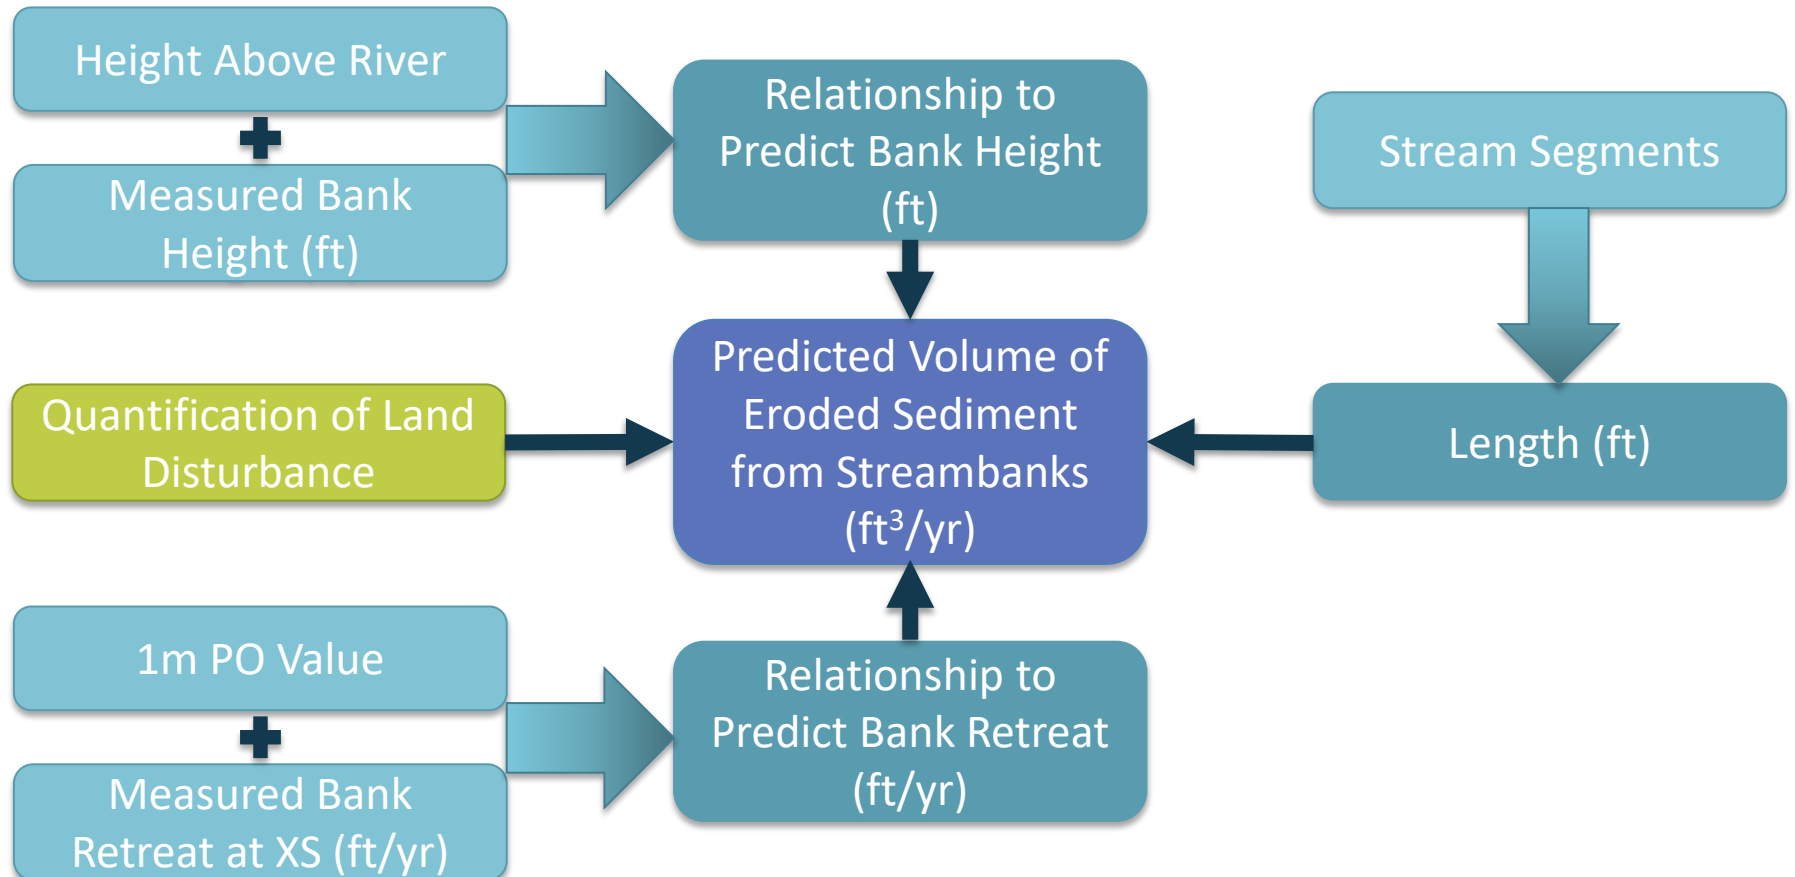 Height Above River
Measured Bank
Height (ft)
Relationship to
Predict Bank Height
(ft)
Stream Segments
Quantification of Land
Disturbance
Predicted Volume of
Eroded Sediment
from Streambanks
(ft³/yr)
Length (ft)
1m PO Value
Measured Bank
Retreat at XS (ft/yr)
Relationship to
Predict Bank Retreat
(ft/yr)